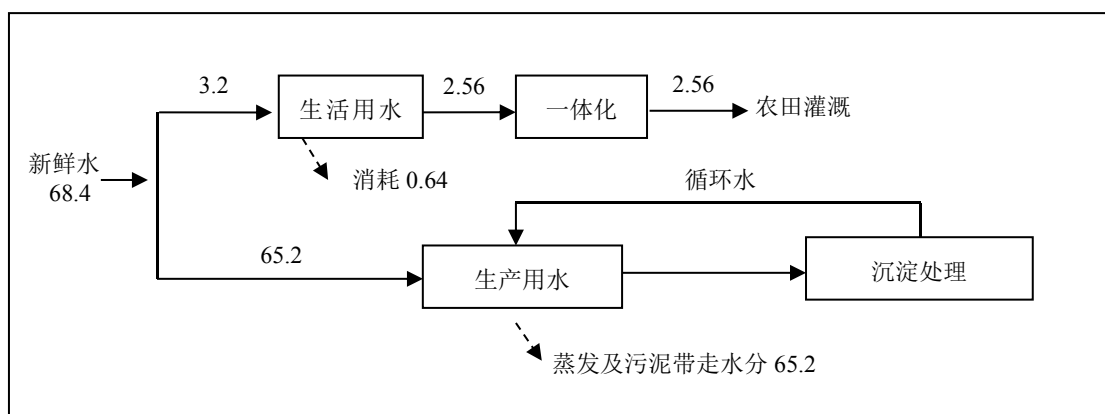 3.2
生活用水
2.56
一体化
2.56
农田灌溉
新鲜水
68.4
消耗 0.64
循环水
65.2
生产用水
沉淀处理
蒸发及污泥带走水分 65.2